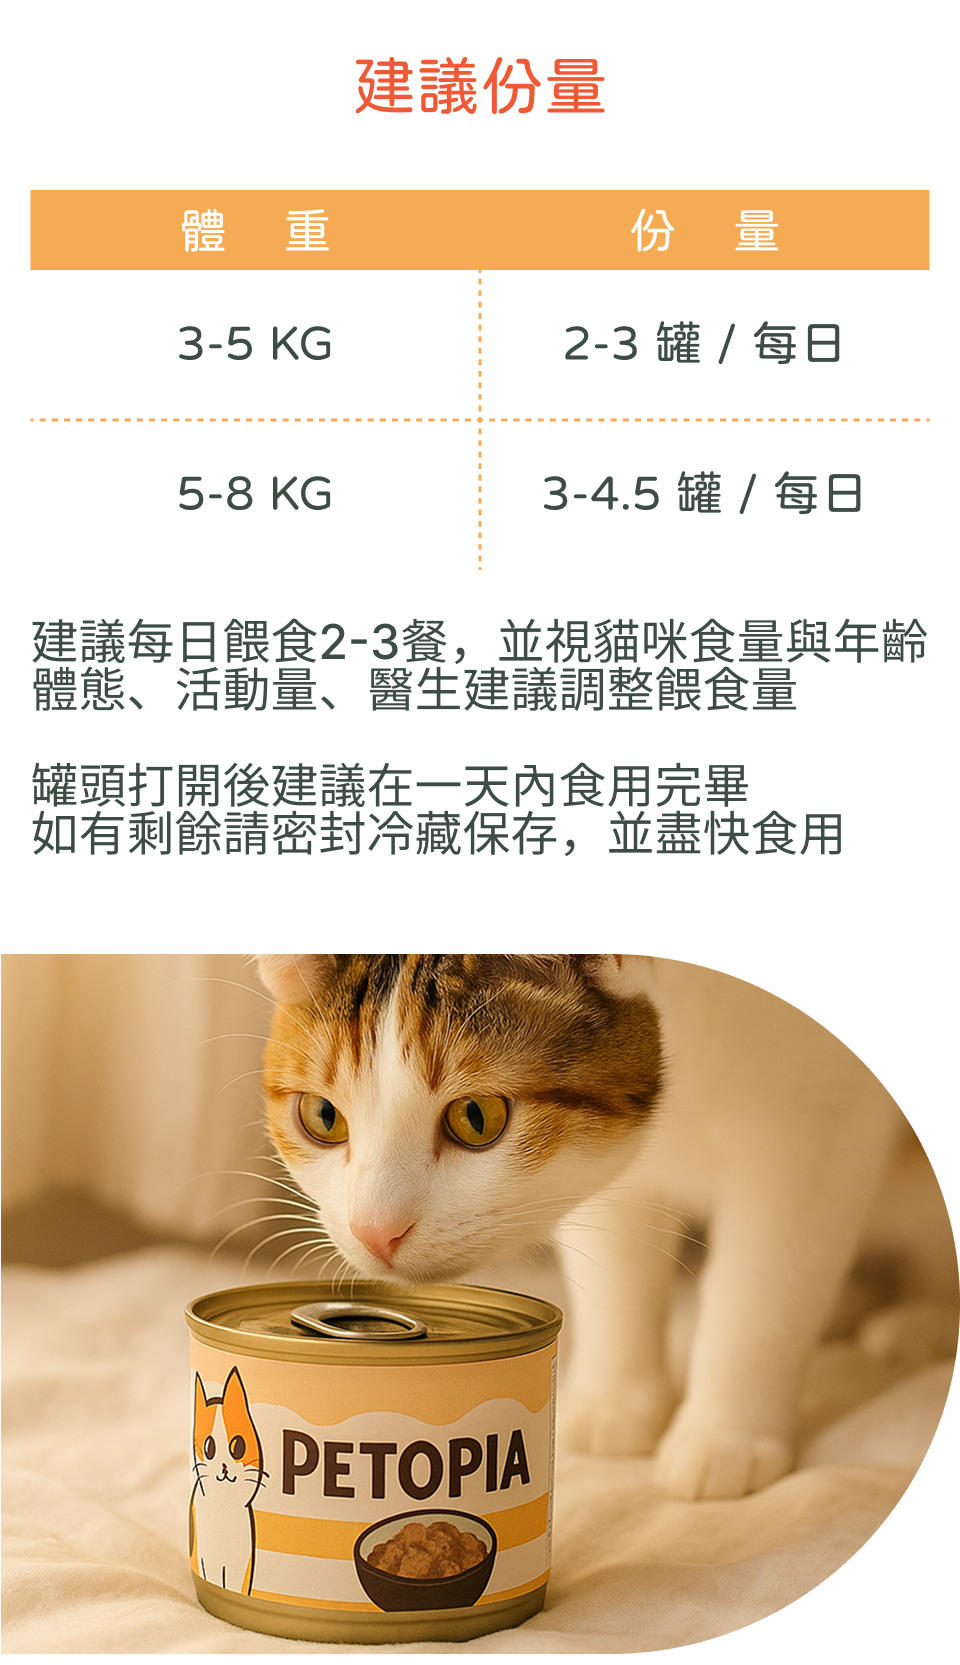 建議份量
體 重 份 量
3-5 KG 2-3 罐 / 每日
5-8 KG 3-4.5 罐 / 每日
建議每日餵食2-3餐，並視貓咪食量與年齡
體態、活動量、醫生建議調整餵食量
罐頭打開後建議在一天內食用完畢
如有剩餘請密封冷藏保存，並盡快食用
PETOPIA